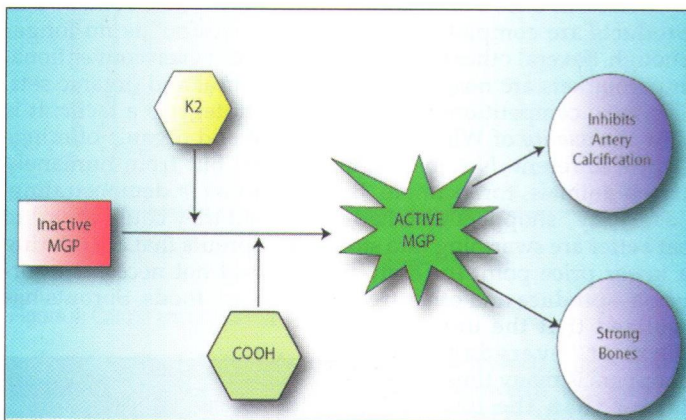 K2
Inactive
MGP
COOH
ACTIVE
MGP
Inhibits
Artery
Calcification
Strong
Bones